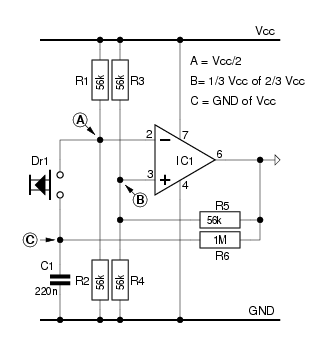 Vcc
A = Vcc/2
B= 1/3 Vcc of 2/3 Vcc
C = GND of Vcc
R1
56k
56k
R3
A
2
7
Dr1
IC1
6
3
4
B
R5
56k
C
1M
R6
C1
220n
R2
56k
56k
R4
GND